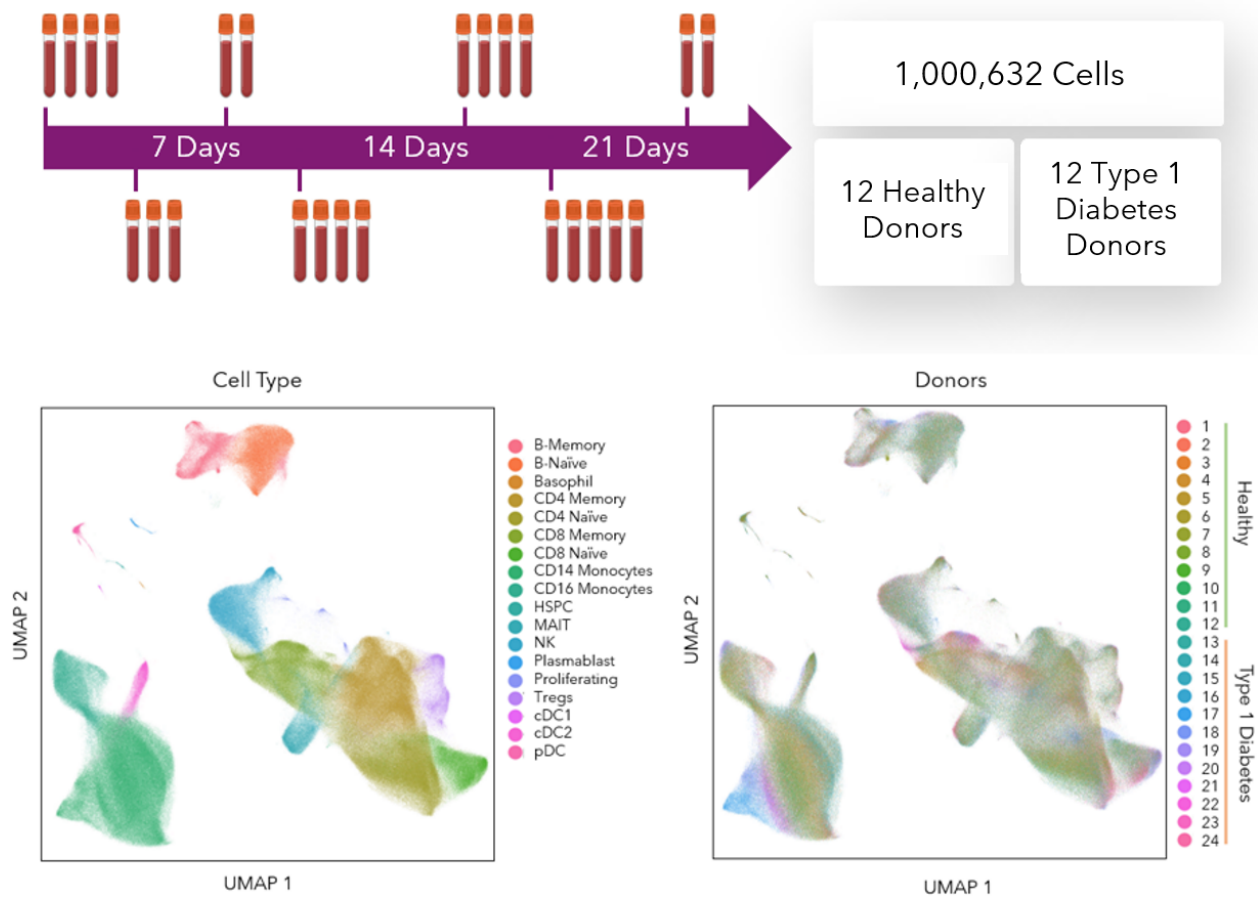 7 Days
14 Days
21 Days
1,000,632 Cells
12 Healthy
Donors
12 Type 1
Diabetes
Donors
Cell Type
UMAP 2
UMAP 1
B-Memory
B-Naïve
Basophil
CD4 Memory
CD4 Naïve
CD8 Memory
CD8 Naïve
CD14 Monocytes
CD16 Monocytes
HSPC
MAIT
NK
Plasmablast
Proliferating
Tregs
cDC1
cDC2
pDC
Donors
UMAP 2
UMAP 1
1
2
3
4
5
6
7
8
9
10
11
12
13
14
15
16
17
18
19
20
21
22
23
24
Healthy
Type 1 Diabetes